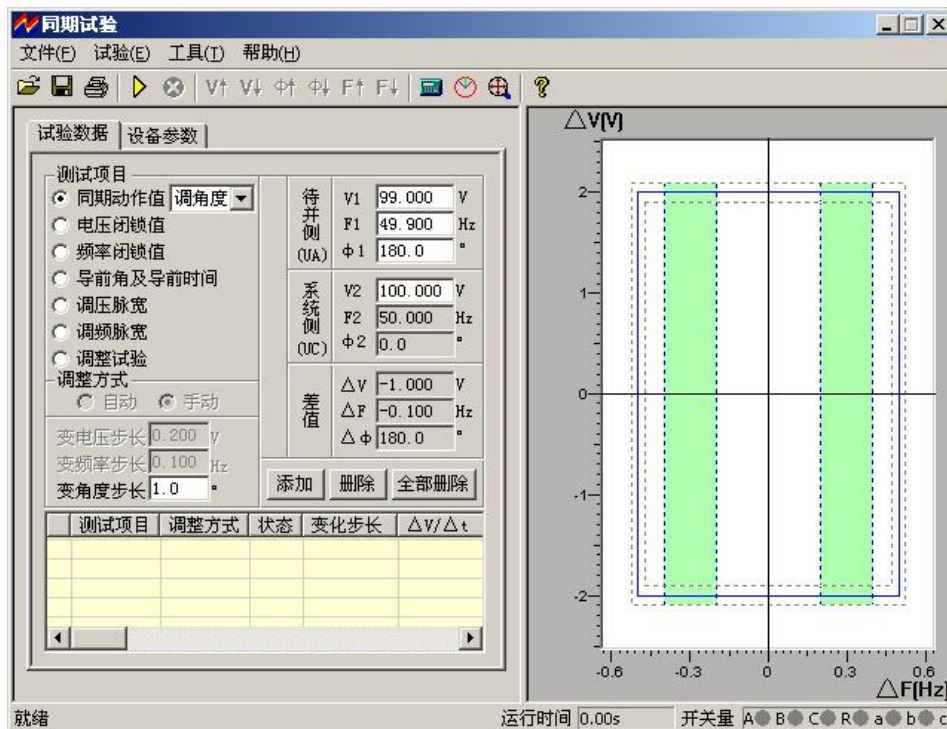 同期试验
文件(F) 试验(E) 工具(T) 帮助(H)
V↑ V↓ Φ↑ Φ↓ F↑ F↓ ?
试验数据 设备参数
测试项目
同期动作值 调角度
电压闭锁值
频率闭锁值
导前角及导前时间
调压脉宽
调频脉宽
调整试验
调整方式
自动 手动
变电压步长 0.200 V
变频率步长 0.100 Hz
变角度步长 1.0 °
待并侧(UA)
V1 99.000 V
F1 49.900 Hz
Φ1 180.0 °
系统侧(UC)
V2 100.000 V
F2 50.000 Hz
Φ2 0.0 °
差值
△V -1.000 V
△F -0.100 Hz
△Φ 180.0 °
添加 删除 全部删除
测试项目 调整方式 状态 变化步长 △V/△t
△V(V)
2
1
0
-1
-2
-0.6 -0.3 0 0.3 0.6
△F(Hz)
就绪 运行时间 0.00s 开关量 A B C R a b c